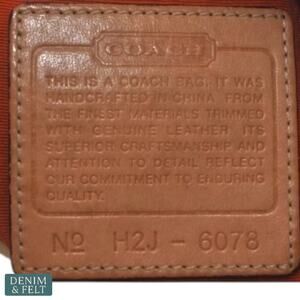 COACH
THIS IS A COACH BAG. IT WAS
HANDCRAFTED IN CHINA FROM
THE FINEST MATERIALS TRIMMED
WITH GENUINE LEATHER. ITS
SUPERIOR CRAFTSMANSHIP AND
ATTENTION TO DETAIL REFLECT
OUR COMMITMENT TO ENDURING
QUALITY.
Nº H2J - 6078
DENIM
& FELT